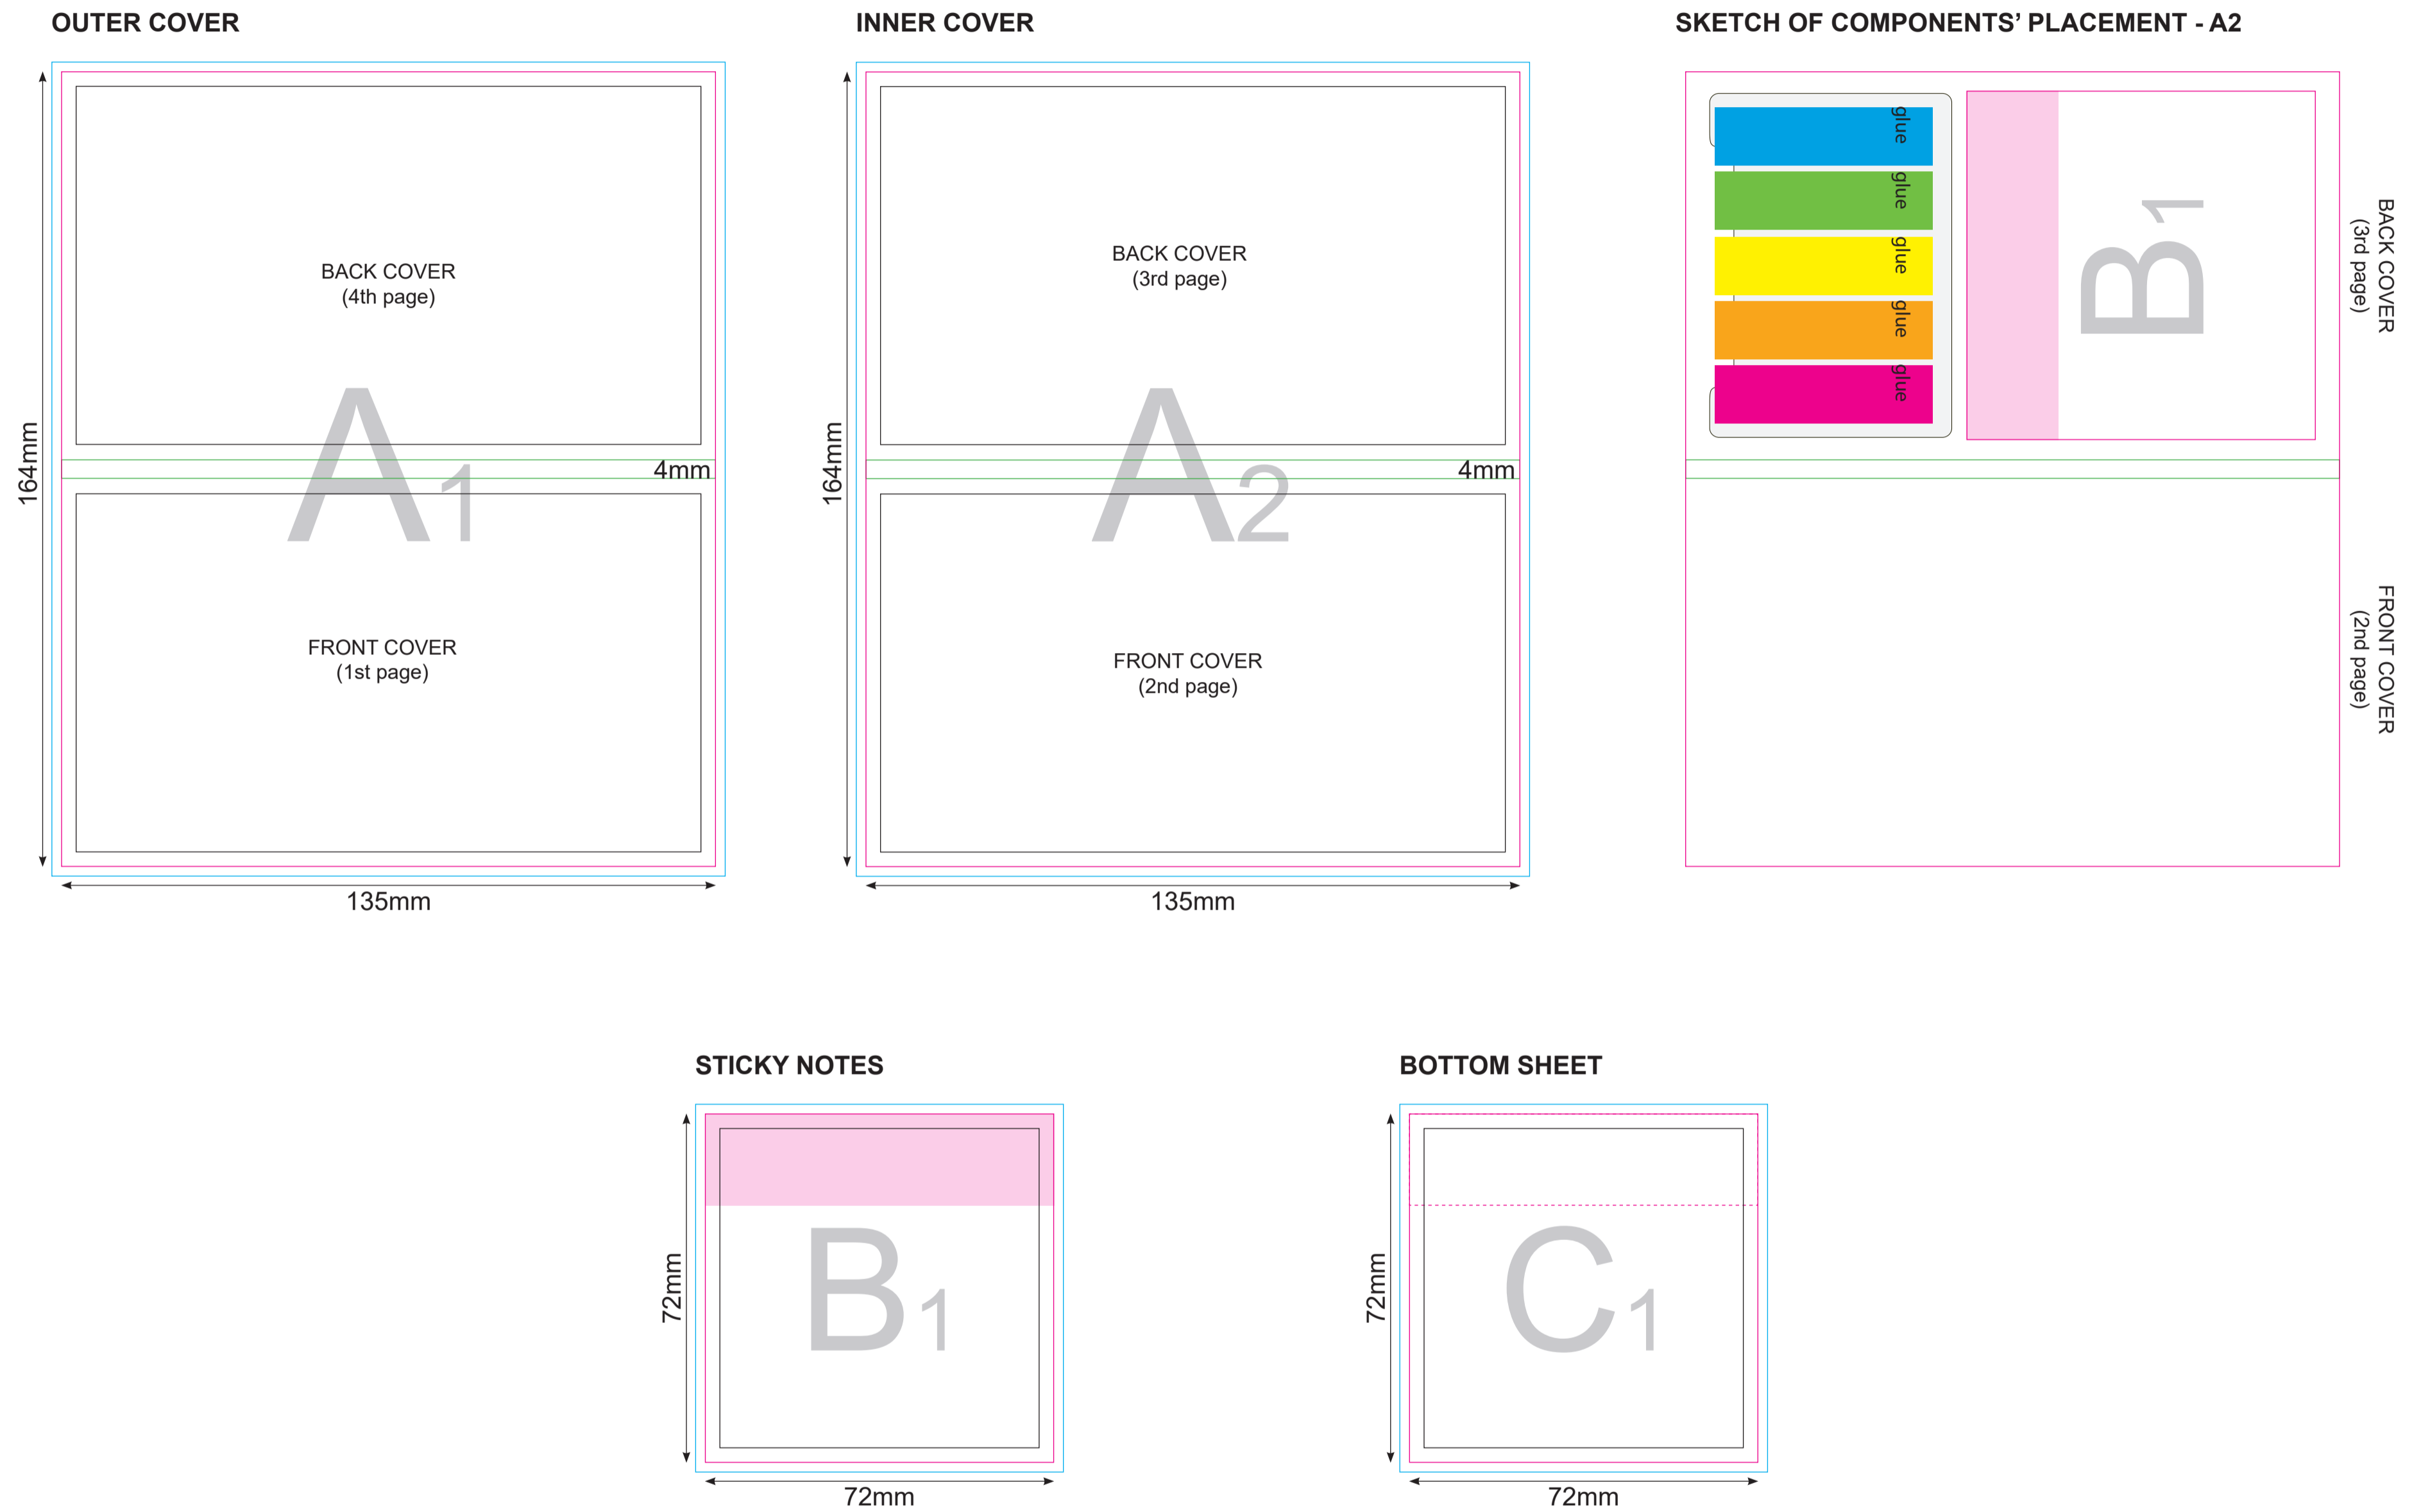 OUTER COVER
BACK COVER
(4th page)
A1
4mm
164mm
FRONT COVER
(1st page)
135mm
INNER COVER
BACK COVER
(3rd page)
A2
4mm
164mm
FRONT COVER
(2nd page)
135mm
SKETCH OF COMPONENTS’ PLACEMENT - A2
glue
glue
glue
glue
glue
B1
BACK COVER
(3rd page)
FRONT COVER
(2nd page)
STICKY NOTES
B1
72mm
72mm
BOTTOM SHEET
C1
72mm
72mm